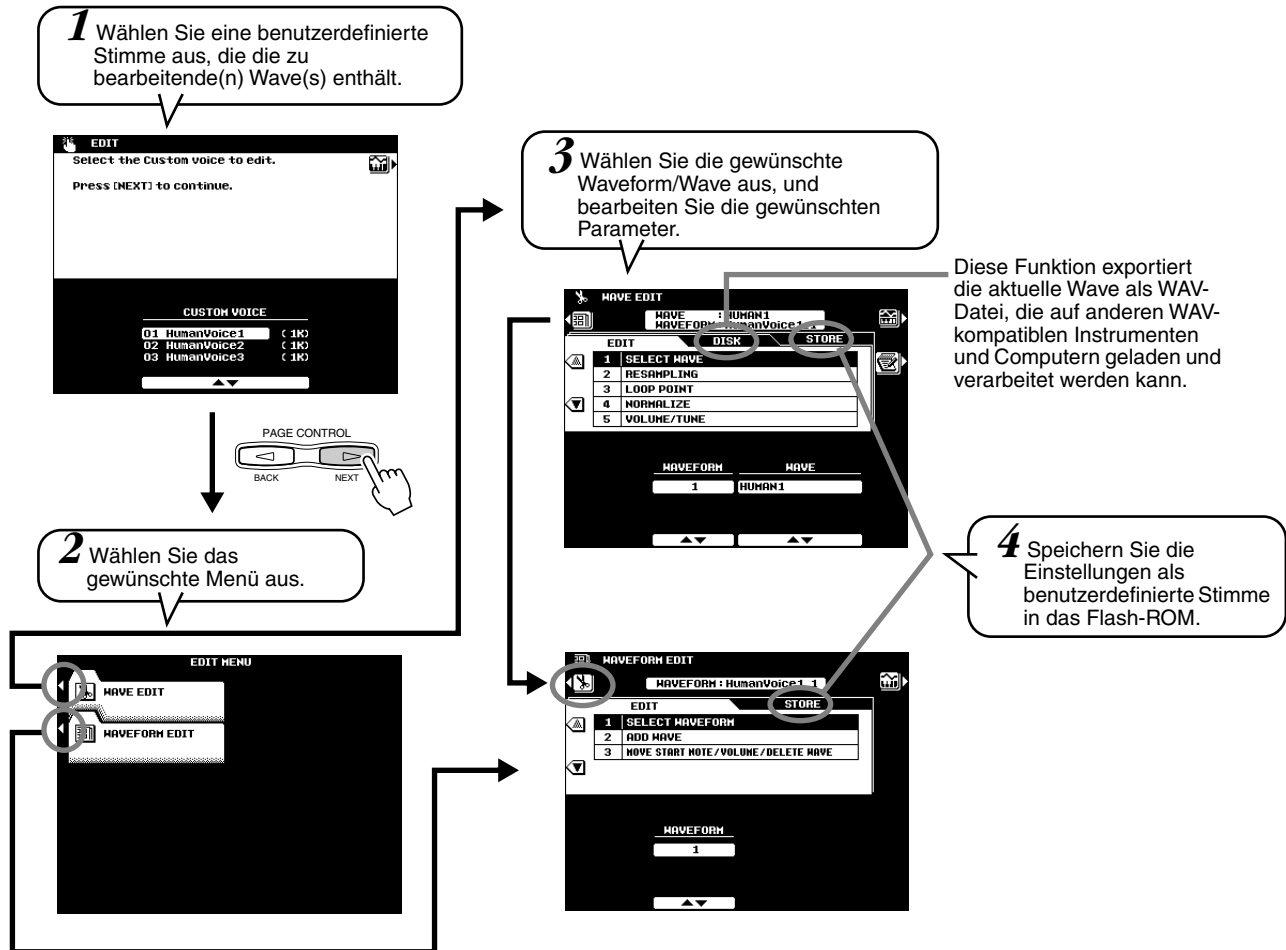 1 Wählen Sie eine benutzerdefinierte
Stimme aus, die die zu
bearbeitende(n) Wave(s) enthält.
EDIT
Select the Custom voice to edit.
Press [NEXT] to continue.
CUSTOM VOICE
01 HumanVoice1 ( 1K)
02 HumanVoice2 ( 1K)
03 HumanVoice3 ( 1K)
PAGE CONTROL
BACK NEXT
2 Wählen Sie das
gewünschte Menü aus.
EDIT MENU
WAVE EDIT
WAVEFORM EDIT
3 Wählen Sie die gewünschte
Waveform/Wave aus, und
bearbeiten Sie die gewünschten
Parameter.
WAVE EDIT
WAVE :HUMAN1
WAVEFORM:HumanVoice1_1
EDIT DISK STORE
1 SELECT WAVE
2 RESAMPLING
3 LOOP POINT
4 NORMALIZE
5 VOLUME/TUNE
WAVEFORM WAVE
1 HUMAN1
Diese Funktion exportiert
die aktuelle Wave als WAV-
Datei, die auf anderen WAV-
kompatiblen Instrumenten
und Computern geladen und
verarbeitet werden kann.
4 Speichern Sie die
Einstellungen als
benutzerdefinierte Stimme
in das Flash-ROM.
WAVEFORM EDIT
WAVEFORM:HumanVoice1_1
EDIT STORE
1 SELECT WAVEFORM
2 ADD WAVE
3 MOVE START NOTE/VOLUME/DELETE WAVE
WAVEFORM
1